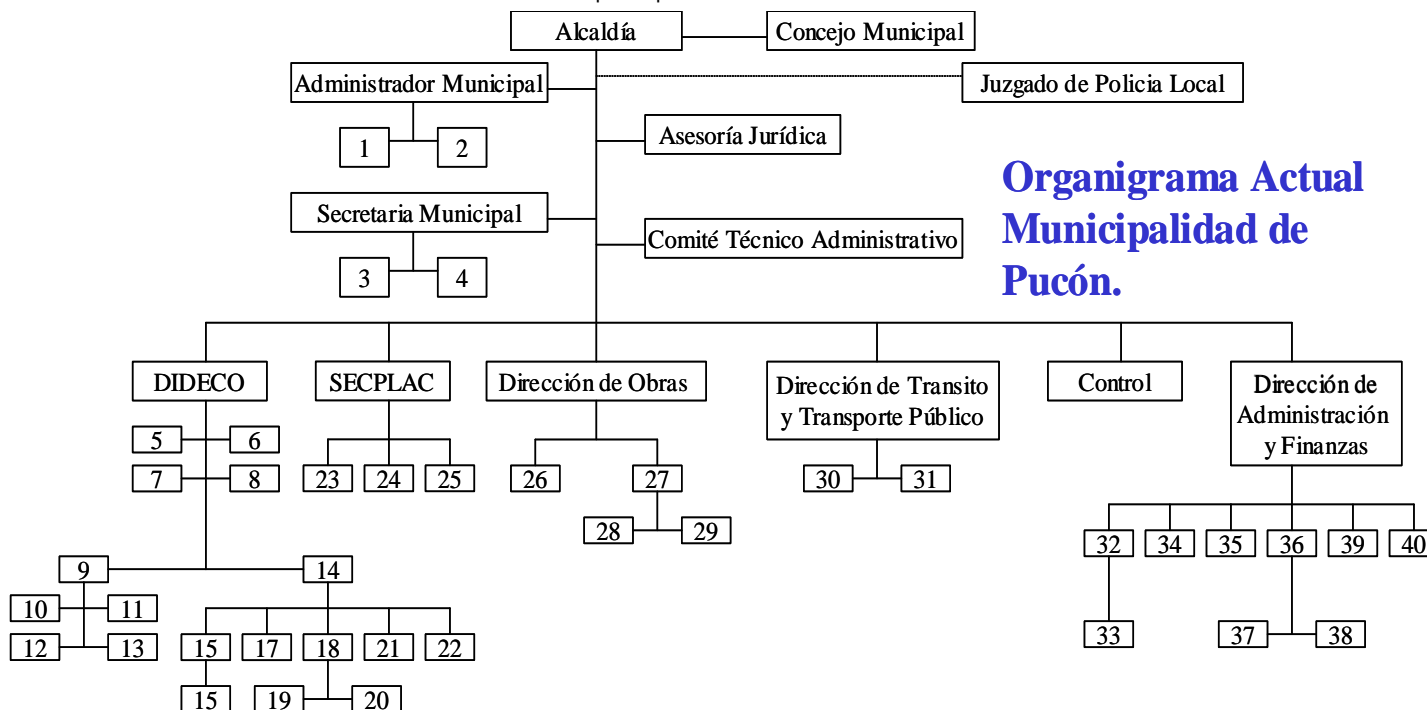 Alcaldía
Concejo Municipal
Administrador Municipal
Juzgado de Policia Local
1
2
Asesoría Jurídica
Organigrama Actual
Municipalidad de
Pucón.
Secretaria Municipal
Comité Técnico Administrativo
3
4
DIDECO
SECPLAC
Dirección de Obras
Dirección de Transito
y Transporte Público
Control
Dirección de
Administración
y Finanzas
5
6
7
8
23
24
25
26
27
28
29
30
31
32
34
35
36
39
40
33
37
38
9
14
10
11
12
13
15
17
18
21
22
15
19
20